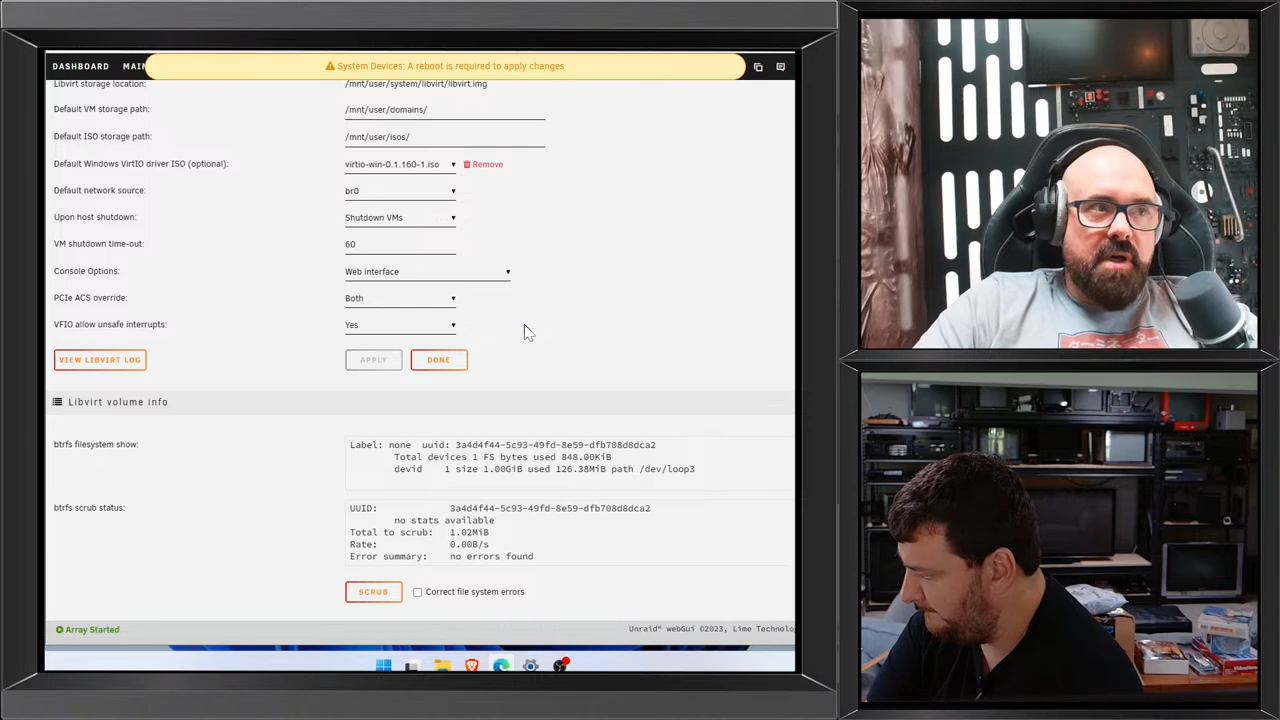 DASHBOARD MAIN
System Devices: A reboot is required to apply changes
Libvirt storage location: /mnt/user/system/libvirt/libvirt.img
Default VM storage path: /mnt/user/domains/
Default ISO storage path: /mnt/user/isos/
Default Windows VirtIO driver ISO (optional): virtio-win-0.1.160-1.iso Remove
Default network source: br0
Upon host shutdown: Shutdown VMs
VM shutdown time-out: 60
Console Options: Web interface
PCIe ACS override: Both
VFIO allow unsafe interrupts: Yes
VIEW LIBVIRT LOG APPLY DONE
Libvirt volume info
btrfs filesystem show: Label: none uuid: 3a4d4f44-5c93-49fd-8e59-dfb708d8dca2
Total devices 1 FS bytes used 848.00KiB
devid 1 size 1.00GiB used 126.38MiB path /dev/loop3
btrfs scrub status: UUID: 3a4d4f44-5c93-49fd-8e59-dfb708d8dca2
no stats available
Total to scrub: 1.02MiB
Rate: 0.00B/s
Error summary: no errors found
SCRUB Correct file system errors
Array Started
Unraid® webGui ©2023, Lime Technolo